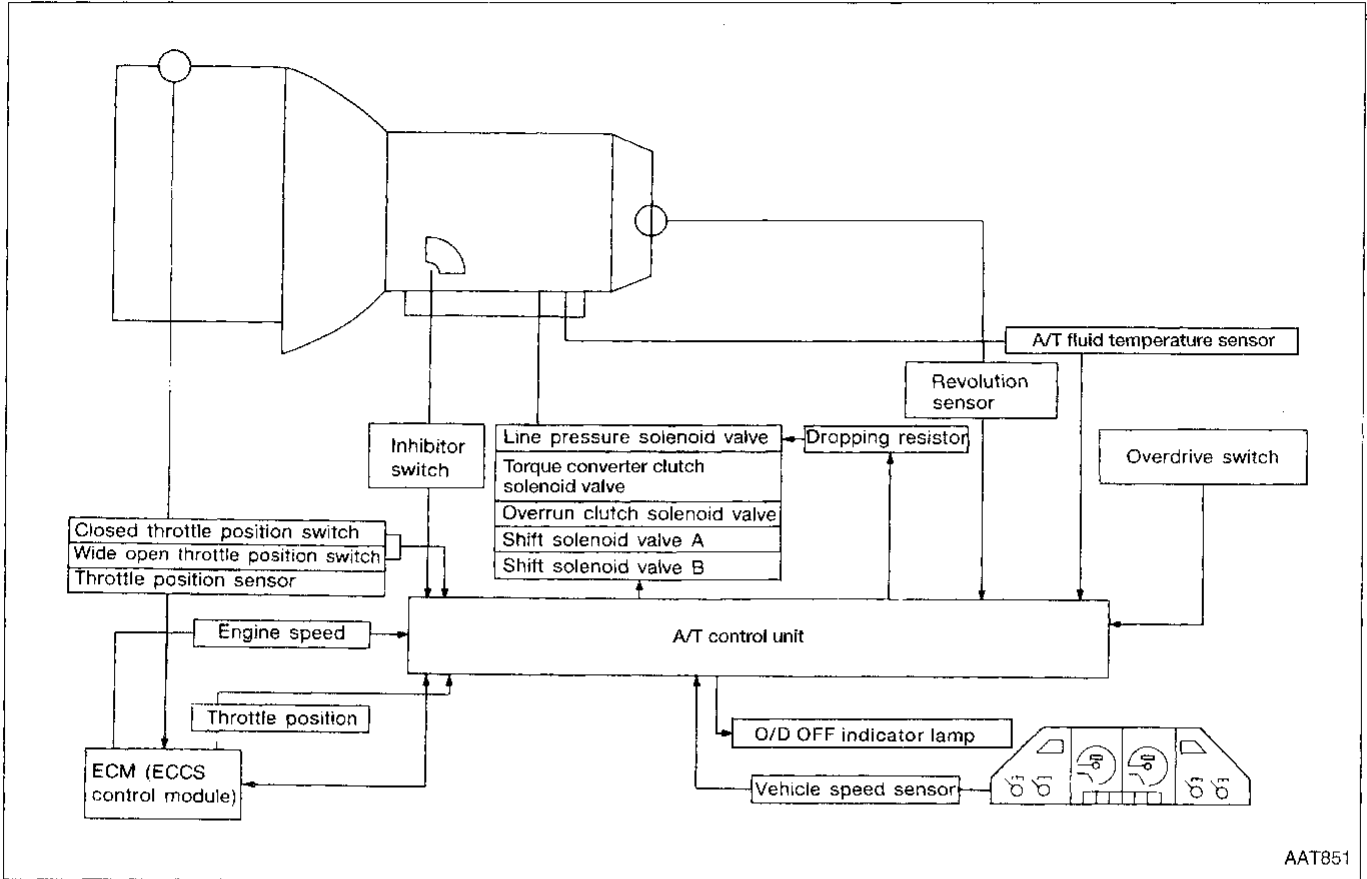 A/T fluid temperature sensor
Revolution
sensor
Inhibitor
switch
Line pressure solenoid valve
Dropping resistor
Torque converter clutch
solenoid valve
Overrun clutch solenoid valve
Shift solenoid valve A
Shift solenoid valve B
Overdrive switch
Closed throttle position switch
Wide open throttle position switch
Throttle position sensor
Engine speed
A/T control unit
Throttle position
O/D OFF indicator lamp
ECM (ECCS
control module)
Vehicle speed sensor
AAT851